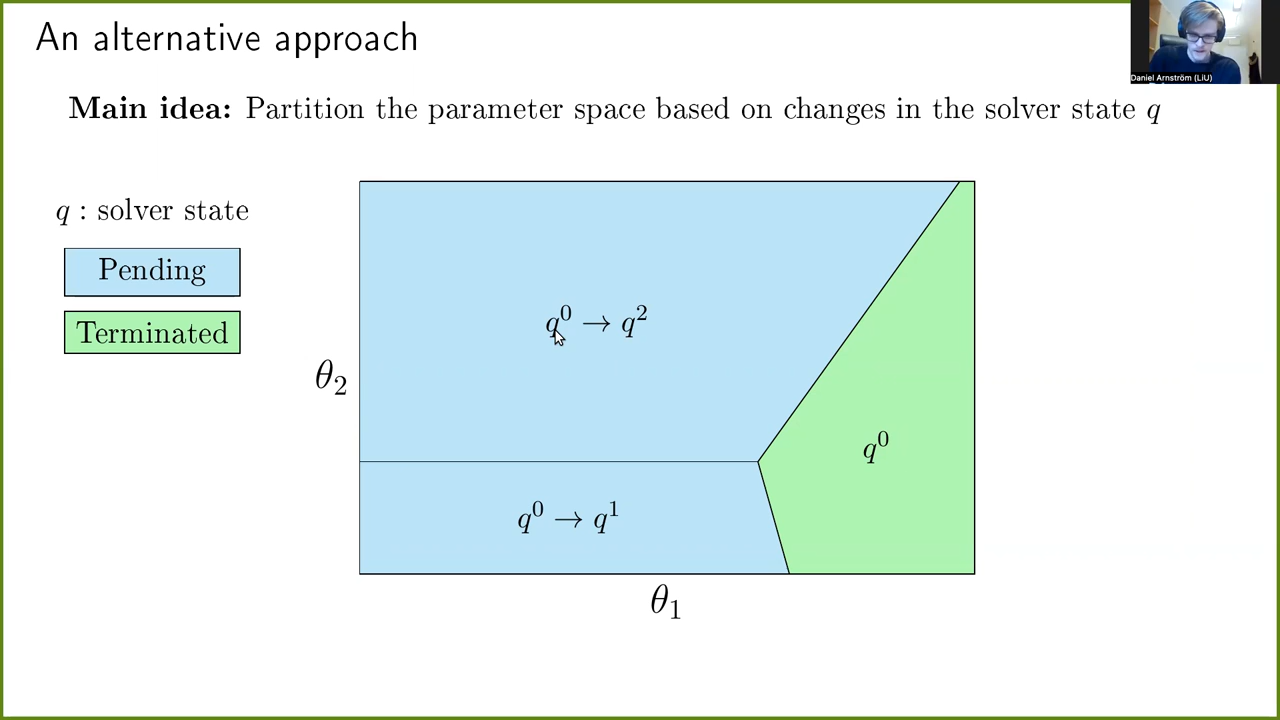 An alternative approach
Daniel Arnström (LiU)
Main idea: Partition the parameter space based on changes in the solver state q
q : solver state
Pending
Terminated
q⁰ → q²
θ₂
q⁰
q⁰ → q¹
θ₁